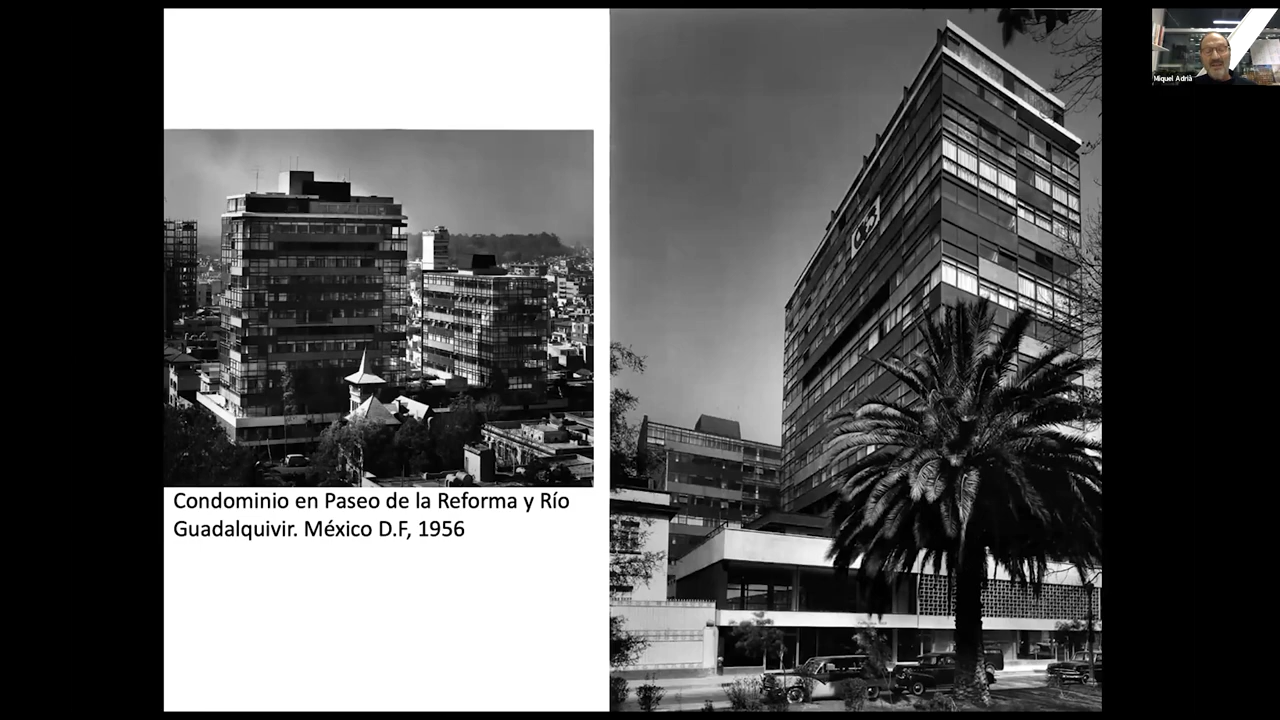 Condominio en Paseo de la Reforma y Río
Guadalquivir. México D.F, 1956
Miquel Adrià